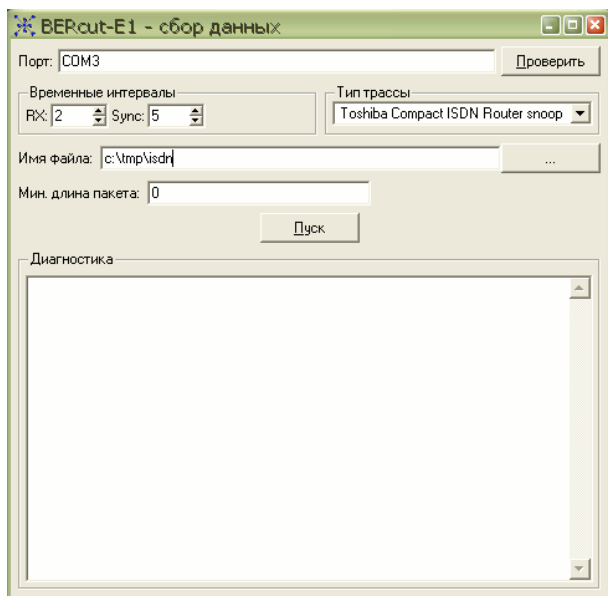 BERcut-E1 - сбор данных
Порт: COM3 Проверить
Временные интервалы Тип трассы
RX: 2 Sync: 5 Toshiba Compact ISDN Router snoop
Имя файла: c:\tmp\isdn ...
Мин. длина пакета: 0
Пуск
Диагностика